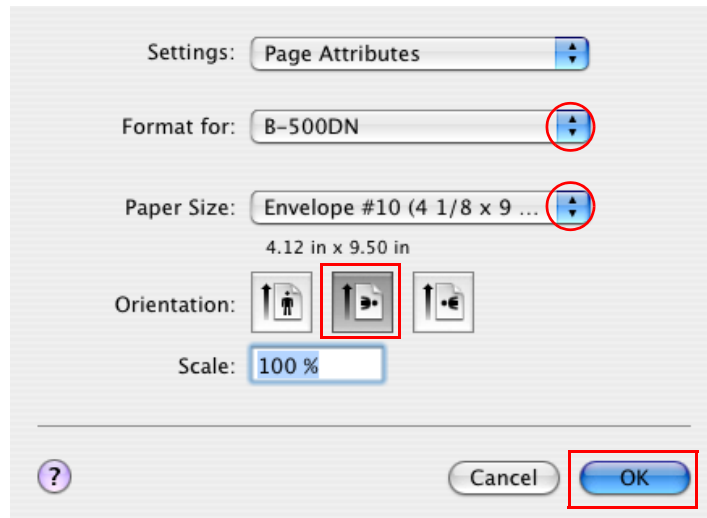 Settings: Page Attributes
Format for: B-500DN
Paper Size: Envelope #10 (4 1/8 x 9 ...
4.12 in x 9.50 in
Orientation:
Scale: 100 %
? Cancel OK